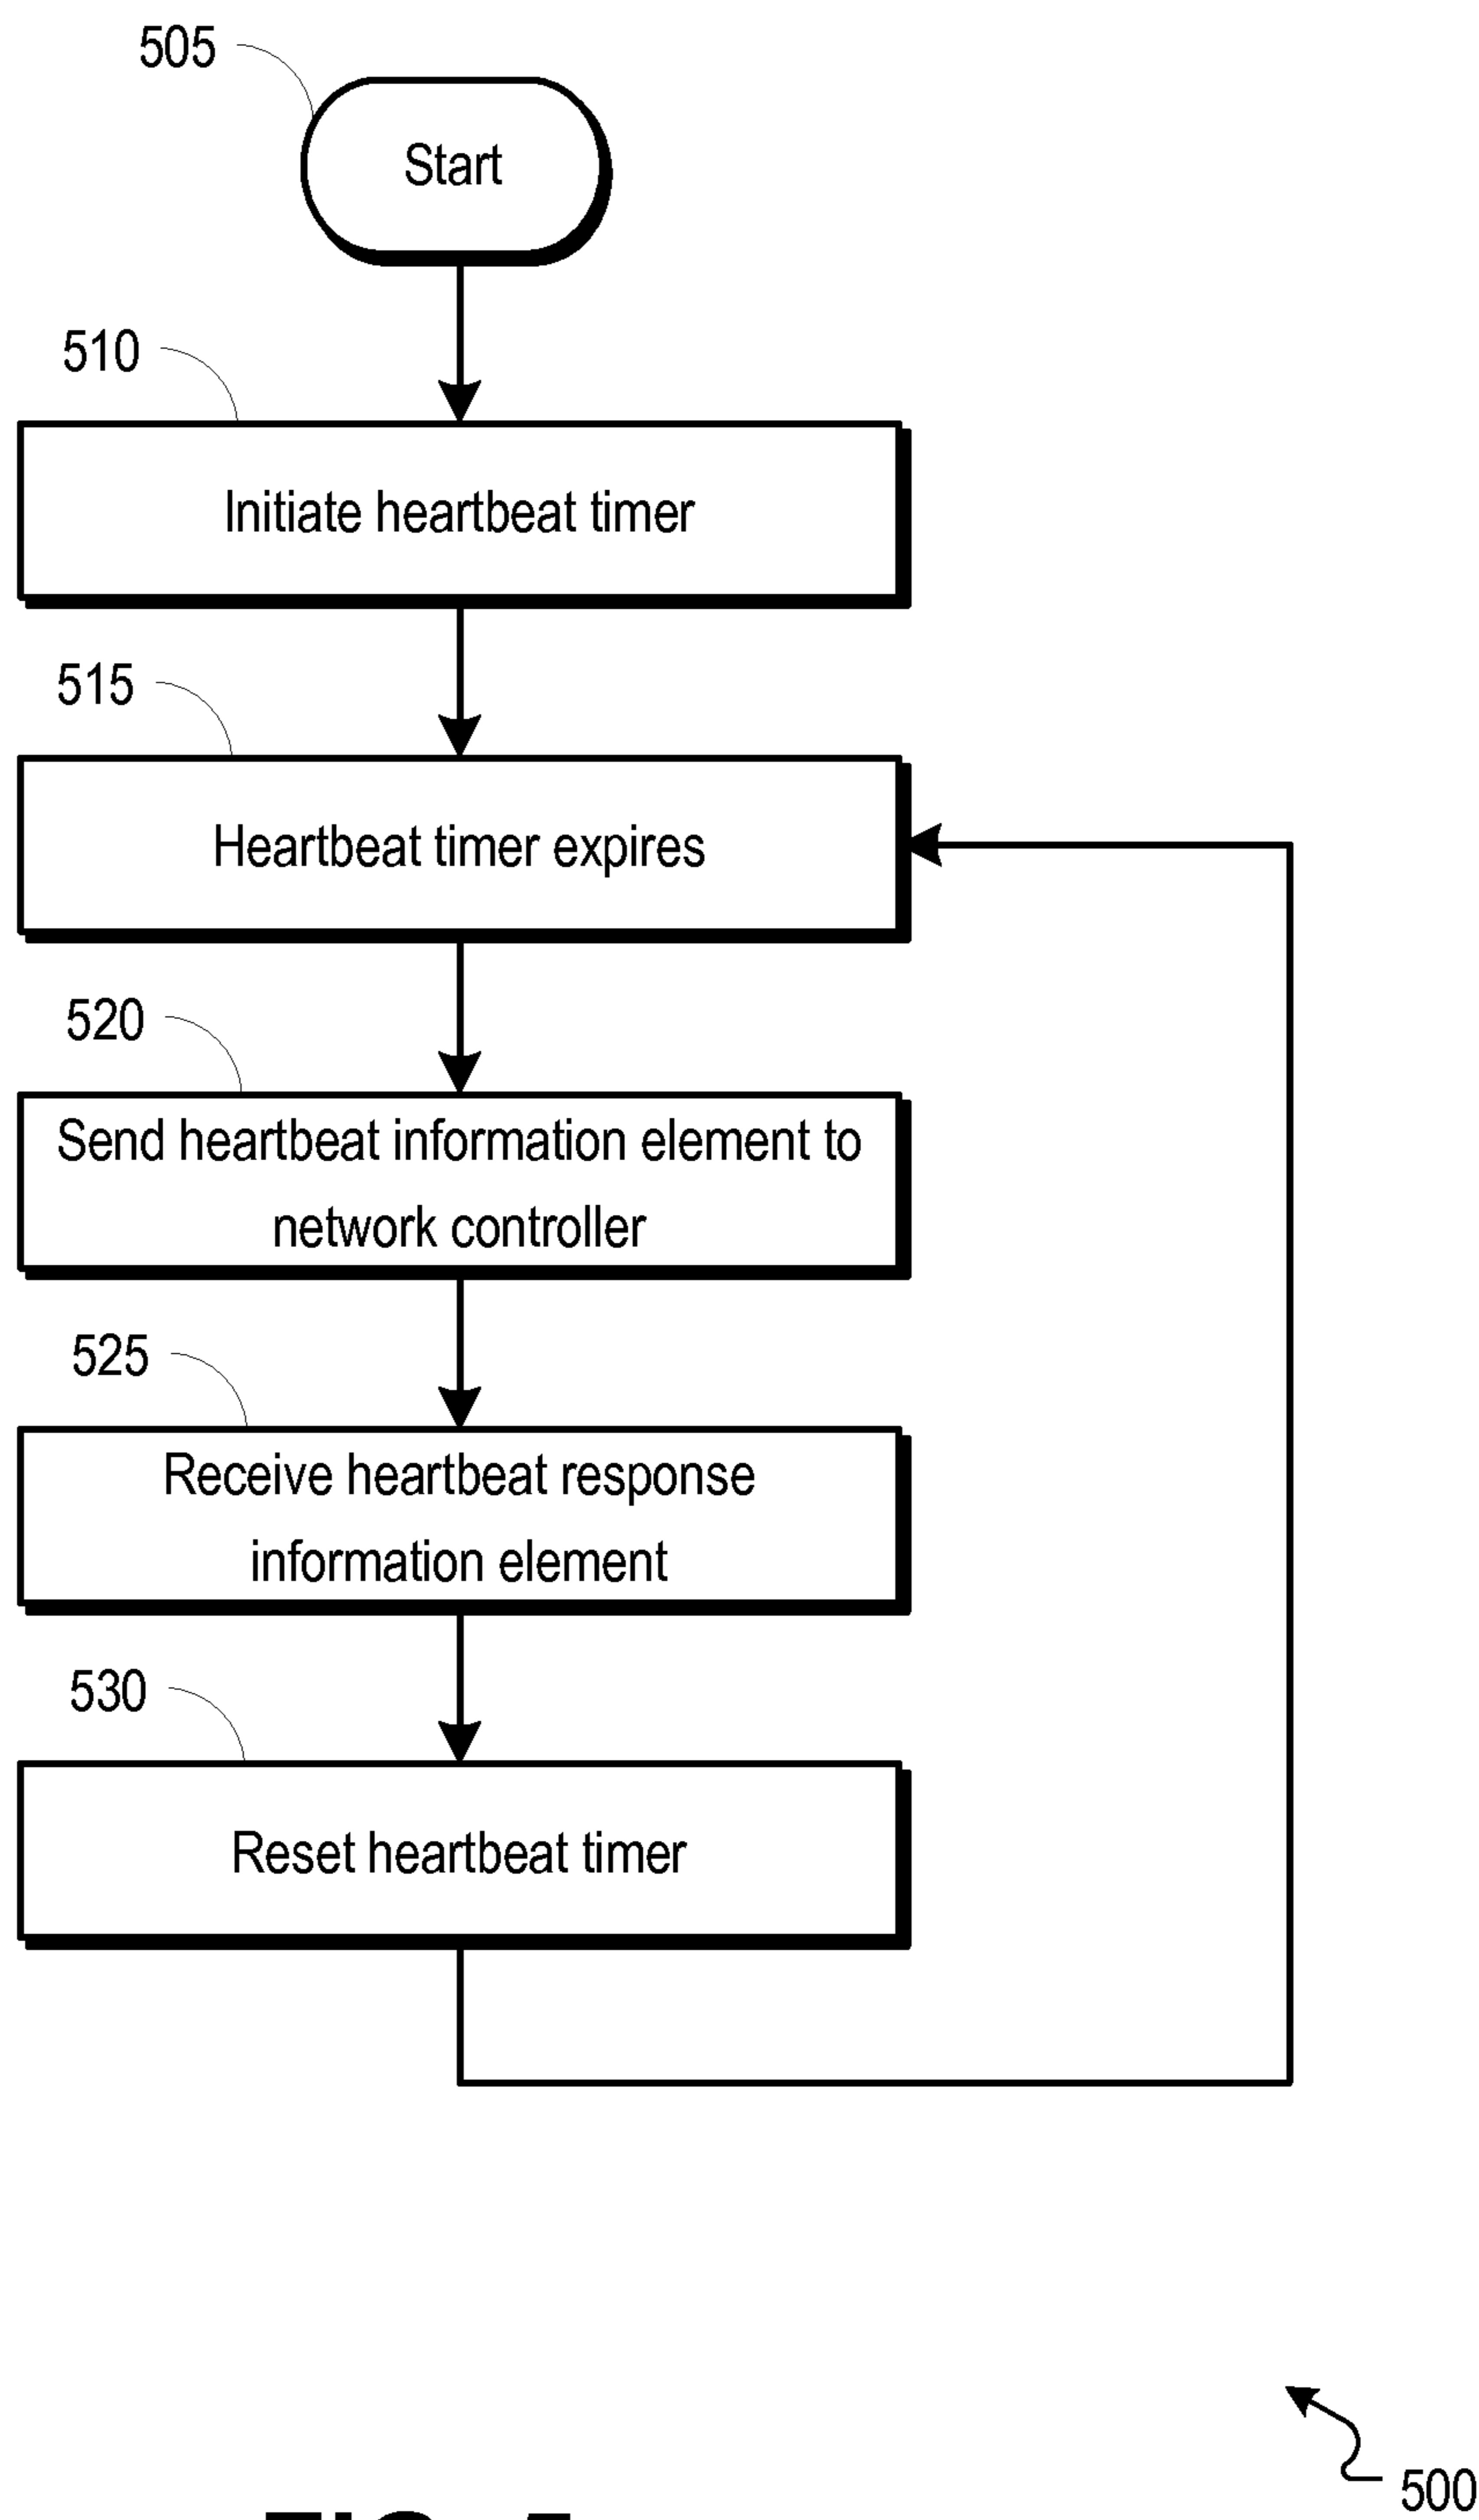 505
Start
510
Initiate heartbeat timer
515
Heartbeat timer expires
520
Send heartbeat information element to
network controller
525
Receive heartbeat response
information element
530
Reset heartbeat timer
500